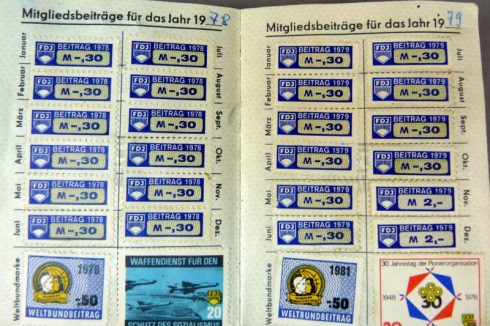 Mitgliedsbeiträge für das Jahr 1978
Januar
FDJ BEITRAG 1978 M -,30
FDJ BEITRAG 1978 M -,30
Juli
Februar
FDJ BEITRAG 1978 M -,30
FDJ BEITRAG 1978 M -,30
August
März
FDJ BEITRAG 1978 M -,30
FDJ BEITRAG 1978 M -,30
Sept.
April
FDJ BEITRAG 1978 M -,30
FDJ BEITRAG 1978 M -,30
Okt.
Mai
FDJ BEITRAG 1978 M -,30
FDJ BEITRAG 1978 M -,30
Nov.
Juni
FDJ BEITRAG 1978 M -,30
FDJ BEITRAG 1978 M -,30
Dez.
Weltbundmarke
1978
-50
WELTBUNDBEITRAG
WAFFENDIENST FÜR DEN
20
SCHUTZ DES SOZIALISMUS
Mitgliedsbeiträge für das Jahr 1979
Januar
FDJ BEITRAG 1979 M -,30
FDJ BEITRAG 1979 M -,30
Juli
Februar
FDJ BEITRAG 1979 M -,30
FDJ BEITRAG 1979 M -,30
August
März
FDJ BEITRAG 1979 M -,30
FDJ BEITRAG 1979 M -,30
Sept.
April
FDJ BEITRAG 1979 M -,30
FDJ BEITRAG 1979 M -,30
Okt.
Mai
FDJ BEITRAG 1979 M -,30
FDJ BEITRAG 1979 M 2,-
Nov.
Juni
FDJ BEITRAG 1979 M -,30
FDJ BEITRAG 1979 M 2,-
Dez.
Weltbundmarke
1981
-50
WELTBUNDBEITRAG
30 Jahrestag der Pionierorganisation
1948
30
1978